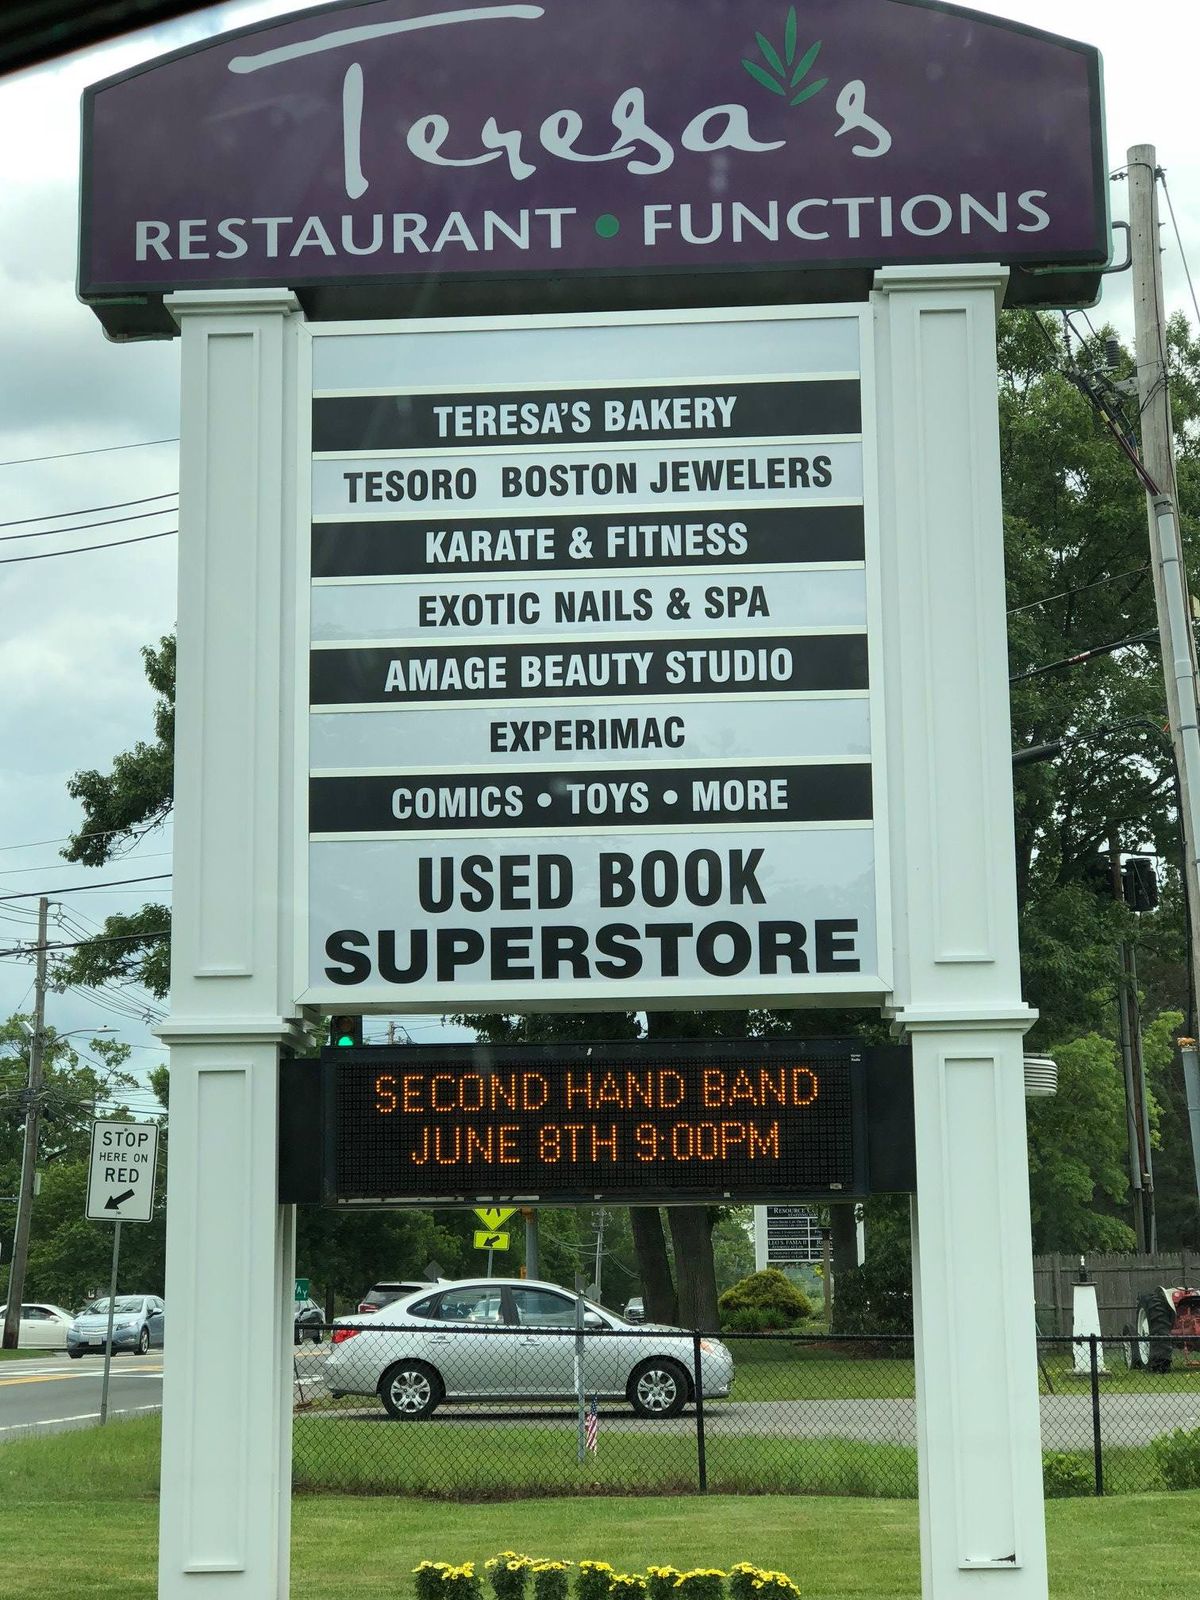 Teresa's
RESTAURANT • FUNCTIONS
TERESA'S BAKERY
TESORO BOSTON JEWELERS
KARATE & FITNESS
EXOTIC NAILS & SPA
AMAGE BEAUTY STUDIO
EXPERIMAC
COMICS • TOYS • MORE
USED BOOK
SUPERSTORE
SECOND HAND BAND
JUNE 8TH 9:00PM
STOP
HERE ON
RED
RESOURCE